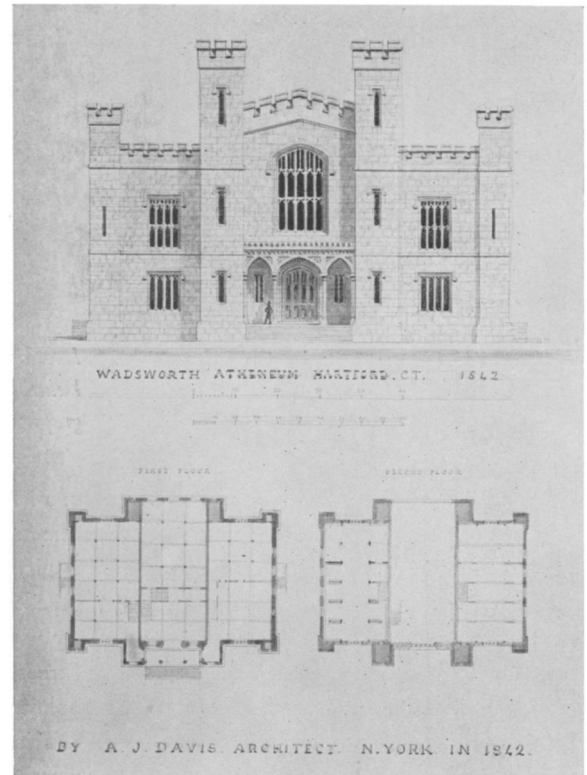 WADSWORTH ATHENEUM HARTFORD. CT. 1842
FIRST FLOOR
SECOND FLOOR
BY A. J. DAVIS. ARCHITECT. N. YORK IN 1842.